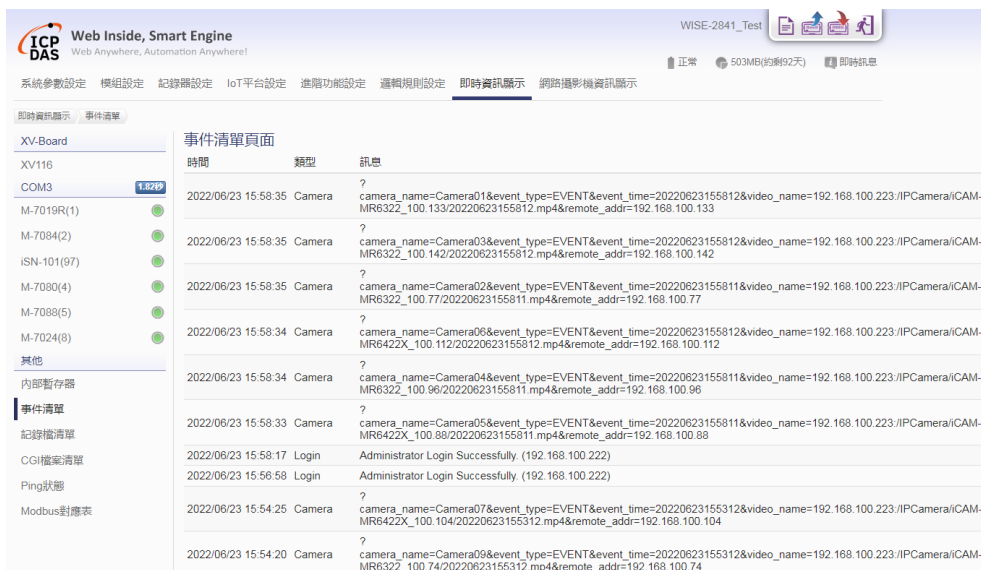 ICP DAS
Web Inside, Smart Engine
Web Anywhere, Automation Anywhere!
WISE-2841_Test
正常 503MB(約剩92天) 即時訊息
系統參數設定 模組設定 記錄器設定 IoT平台設定 進階功能設定 邏輯規則設定 即時資訊顯示 網路攝影機資訊顯示
即時資訊顯示 事件清單
XV-Board
XV116
COM3 1.82秒
M-7019R(1)
M-7084(2)
iSN-101(97)
M-7080(4)
M-7088(5)
M-7024(8)
其他
內部暫存器
事件清單
記錄檔清單
CGI檔案清單
Ping狀態
Modbus對應表
事件清單頁面
時間 類型 訊息
?
2022/06/23 15:58:35 Camera camera_name=Camera01&event_type=EVENT&event_time=20220623155812&video_name=192.168.100.223:/IPCamera/iCAM-
MR6322_100.133/20220623155812.mp4&remote_addr=192.168.100.133
?
2022/06/23 15:58:35 Camera camera_name=Camera03&event_type=EVENT&event_time=20220623155812&video_name=192.168.100.223:/IPCamera/iCAM-
MR6322_100.142/20220623155812.mp4&remote_addr=192.168.100.142
?
2022/06/23 15:58:35 Camera camera_name=Camera02&event_type=EVENT&event_time=20220623155811&video_name=192.168.100.223:/IPCamera/iCAM-
MR6322_100.77/20220623155811.mp4&remote_addr=192.168.100.77
?
2022/06/23 15:58:34 Camera camera_name=Camera06&event_type=EVENT&event_time=20220623155812&video_name=192.168.100.223:/IPCamera/iCAM-
MR6422X_100.112/20220623155812.mp4&remote_addr=192.168.100.112
?
2022/06/23 15:58:34 Camera camera_name=Camera04&event_type=EVENT&event_time=20220623155811&video_name=192.168.100.223:/IPCamera/iCAM-
MR6322_100.96/20220623155811.mp4&remote_addr=192.168.100.96
?
2022/06/23 15:58:33 Camera camera_name=Camera05&event_type=EVENT&event_time=20220623155811&video_name=192.168.100.223:/IPCamera/iCAM-
MR6422X_100.88/20220623155811.mp4&remote_addr=192.168.100.88
2022/06/23 15:58:17 Login Administrator Login Successfully. (192.168.100.222)
2022/06/23 15:56:58 Login Administrator Login Successfully. (192.168.100.222)
?
2022/06/23 15:54:25 Camera camera_name=Camera07&event_type=EVENT&event_time=20220623155312&video_name=192.168.100.223:/IPCamera/iCAM-
MR6422X_100.104/20220623155312.mp4&remote_addr=192.168.100.104
?
2022/06/23 15:54:20 Camera camera_name=Camera09&event_type=EVENT&event_time=20220623155312&video_name=192.168.100.223:/IPCamera/iCAM-
MR6322_100.74/20220623155312.mp4&remote_addr=192.168.100.74